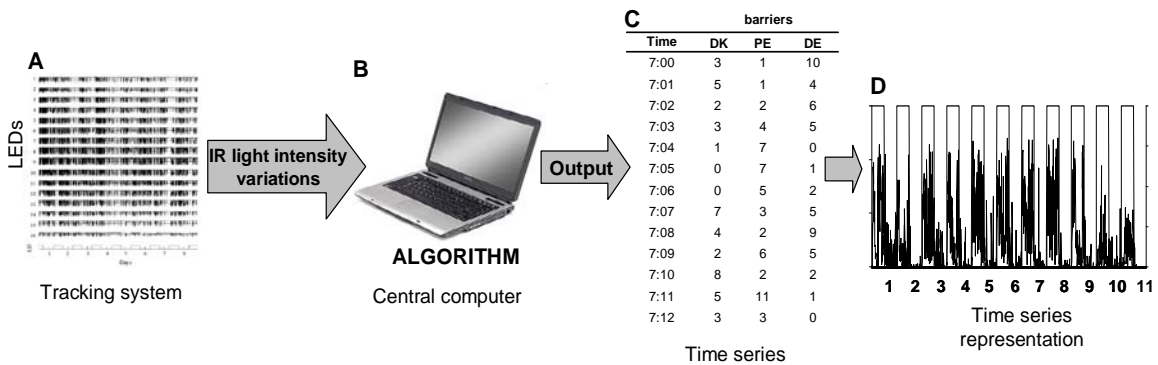 A
LEDs
Days
Tracking system
IR light intensity
variations
B
ALGORITHM
Central computer
Output
C
barriers
Time DK PE DE
7:00 3 1 10
7:01 5 1 4
7:02 2 2 6
7:03 3 4 5
7:04 1 7 0
7:05 0 7 1
7:06 0 5 2
7:07 7 3 5
7:08 4 2 9
7:09 2 6 5
7:10 8 2 2
7:11 5 11 1
7:12 3 3 0
Time series
D
1 2 3 4 5 6 7 8 9 10 11
Time series
representation